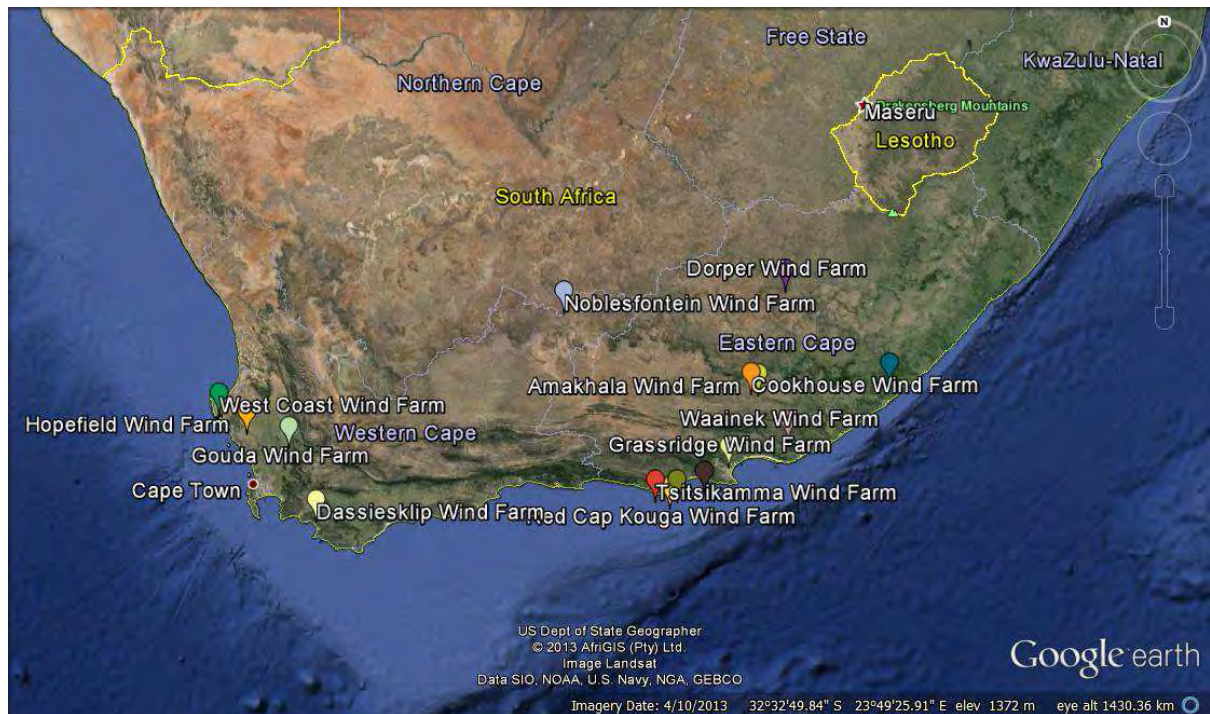 N
Free State
KwaZulu-Natal
Northern Cape
Drakensberg Mountains
Maseru
Lesotho
South Africa
Dorper Wind Farm
Noblesfontein Wind Farm
Eastern Cape
Amakhala Wind Farm
Cookhouse Wind Farm
West Coast Wind Farm
Hopefield Wind Farm
Waainek Wind Farm
Western Cape
Grassridge Wind Farm
Gouda Wind Farm
Cape Town
Tsitsikamma Wind Farm
Dassiesklip Wind Farm
Red Cap Kouga Wind Farm
US Dept of State Geographer
© 2013 AfriGIS (Pty) Ltd.
Image Landsat
Data SIO, NOAA, U.S. Navy, NGA, GEBCO
Google earth
Imagery Date: 4/10/2013 32°32'49.84" S 23°49'25.91" E elev 1372 m eye alt 1430.36 km